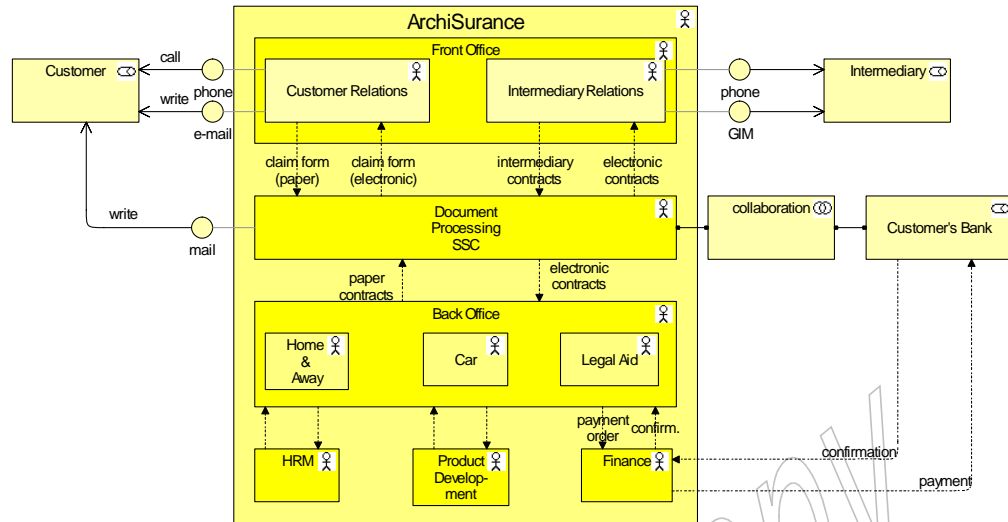 ArchiSurance
Front Office
call
Customer
Customer Relations
Intermediary Relations
Intermediary
phone
phone
write
e-mail
GIM
claim form
(paper)
claim form
(electronic)
intermediary
contracts
electronic
contracts
write
mail
Document
Processing
SSC
collaboration
Customer's Bank
paper
contracts
electronic
contracts
Back Office
Home
&
Away
Car
Legal Aid
payment
order
confirm.
HRM
Product
Develop-
ment
Finance
confirmation
payment